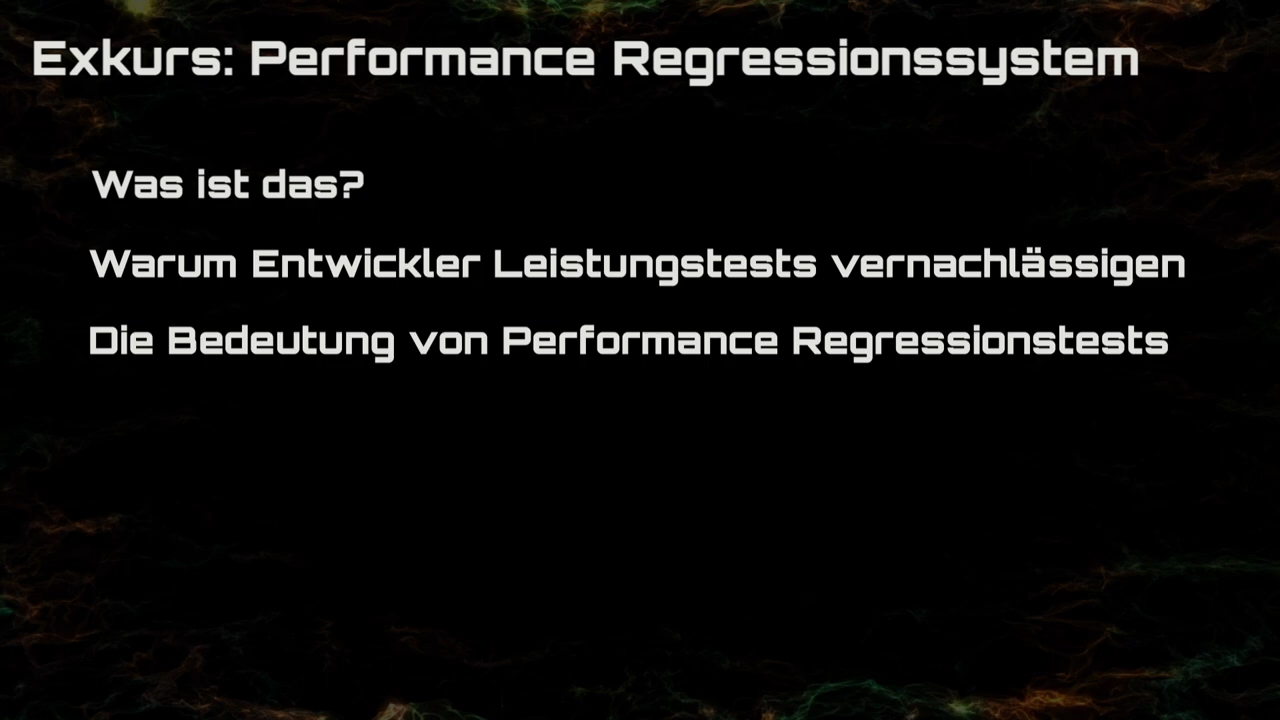 Exkurs: Performance Regressionssystem
Was ist das?
Warum Entwickler Leistungstests vernachlässigen
Die Bedeutung von Performance Regressionstests